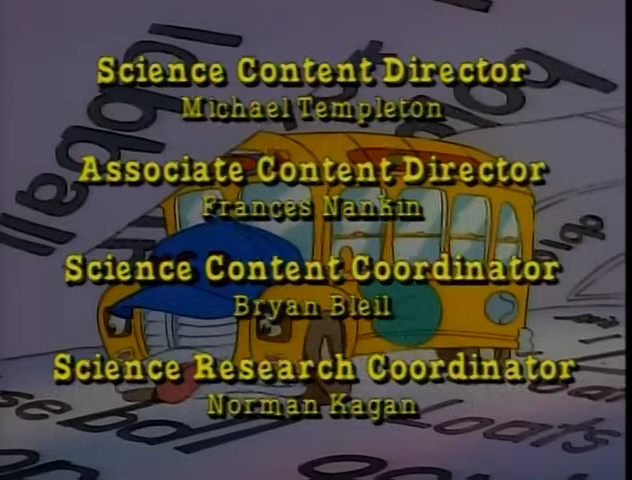 Science Content Director
Michael Templeton
Associate Content Director
Frances Nankin
Science Content Coordinator
Bryan Bleil
Science Research Coordinator
Norman Kagan